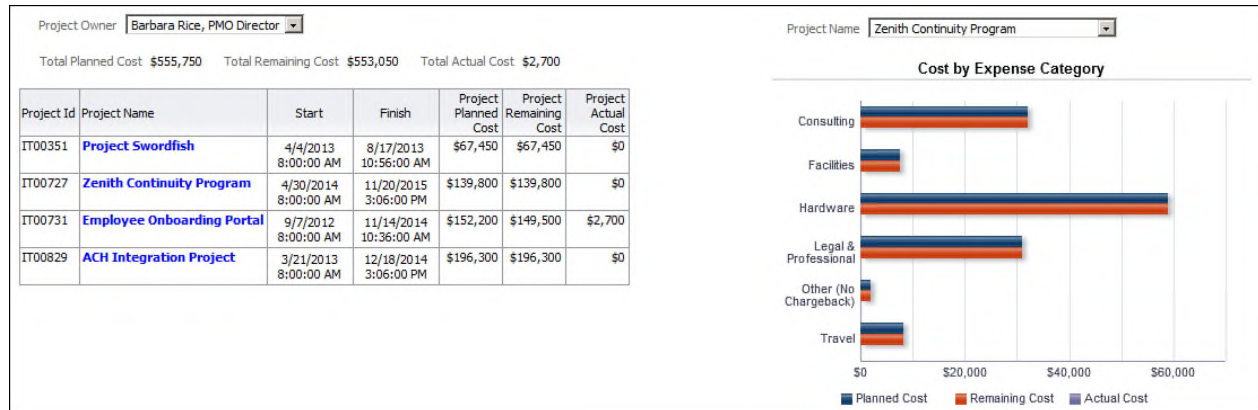 Project Owner Barbara Rice, PMO Director
Total Planned Cost $555,750 Total Remaining Cost $553,050 Total Actual Cost $2,700
Project Id Project Name Start Finish Project Planned Cost Project Remaining Cost Project Actual Cost
IT00351 Project Swordfish 4/4/2013 8:00:00 AM 8/17/2013 10:56:00 AM $67,450 $67,450 $0
IT00727 Zenith Continuity Program 4/30/2014 8:00:00 AM 11/20/2015 3:06:00 PM $139,800 $139,800 $0
IT00731 Employee Onboarding Portal 9/7/2012 8:00:00 AM 11/14/2014 10:36:00 AM $152,200 $149,500 $2,700
IT00829 ACH Integration Project 3/21/2013 8:00:00 AM 12/18/2014 3:06:00 PM $196,300 $196,300 $0
Project Name Zenith Continuity Program
Cost by Expense Category
Consulting
Facilities
Hardware
Legal &
Professional
Other (No
Chargeback)
Travel
$0 $20,000 $40,000 $60,000
Planned Cost Remaining Cost Actual Cost